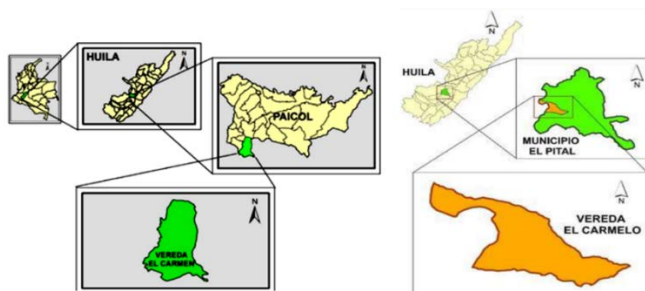 HUILA
N
N
PAICOL
N
VEREDA
EL CARMEN
N
HUILA
N
N
MUNICIPIO
EL PITAL
N
VEREDA
EL CARMELO